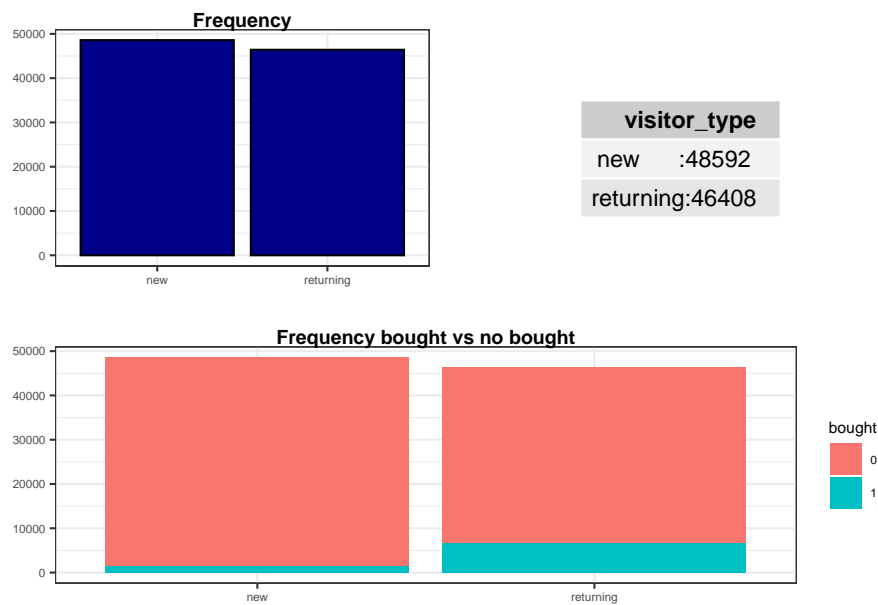 Frequency
50000
40000
30000
20000
10000
0
new returning
visitor_type
new :48592
returning:46408
Frequency bought vs no bought
50000
40000
30000
20000
10000
0
new returning
bought
0
1